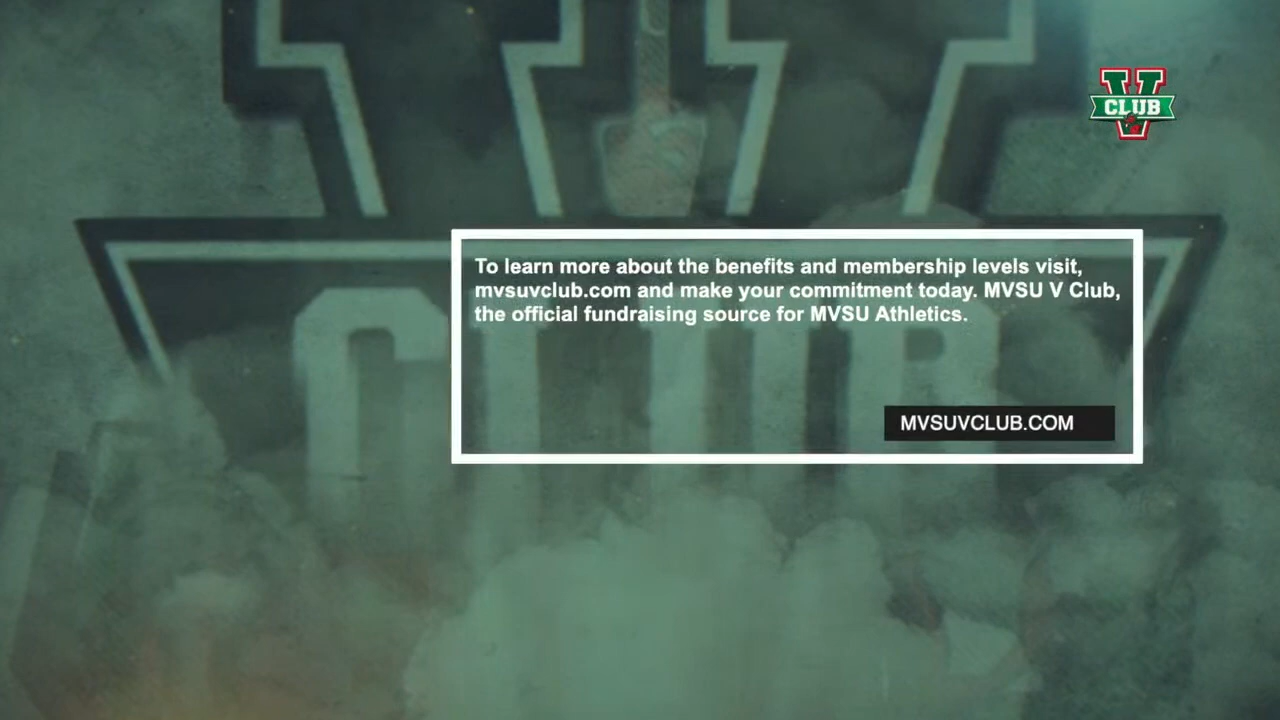 V
CLUB
To learn more about the benefits and membership levels visit,
mvsuvclub.com and make your commitment today. MVSU V Club,
the official fundraising source for MVSU Athletics.
MVSUVCLUB.COM
CLUB